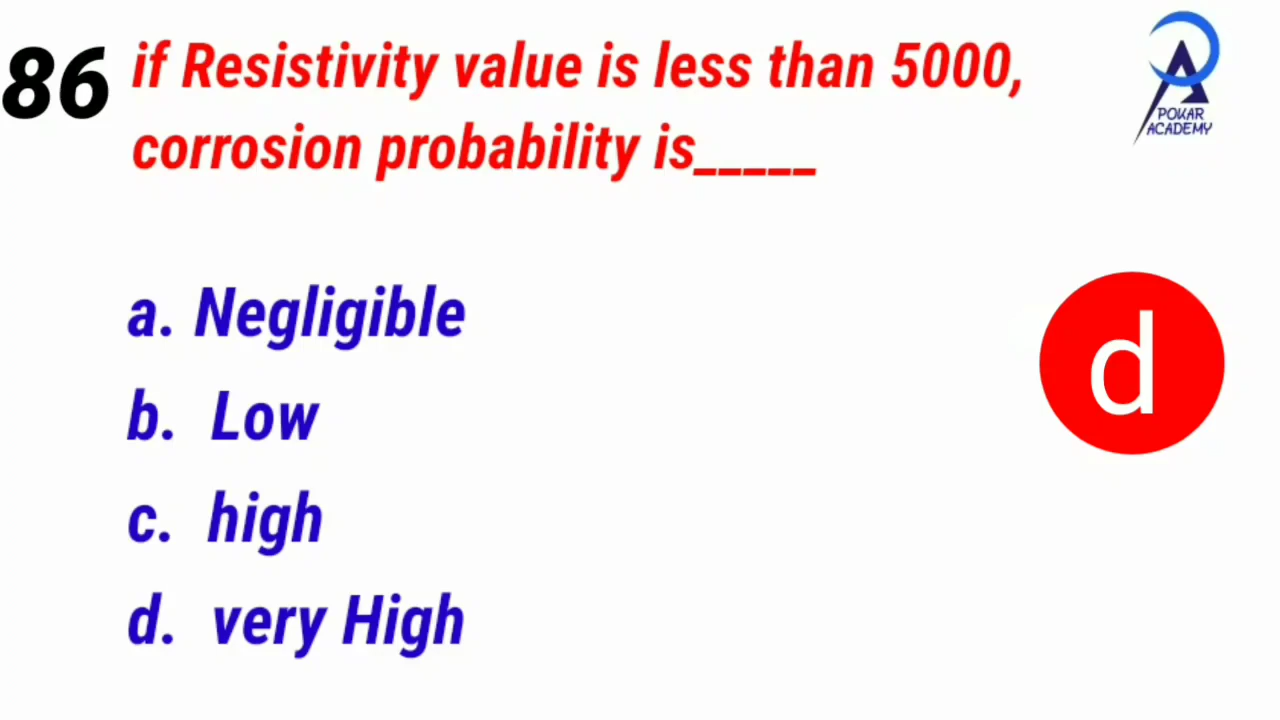 86 if Resistivity value is less than 5000,
corrosion probability is_____
POKAR
ACADEMY
a. Negligible
b. Low
c. high
d. very High
d